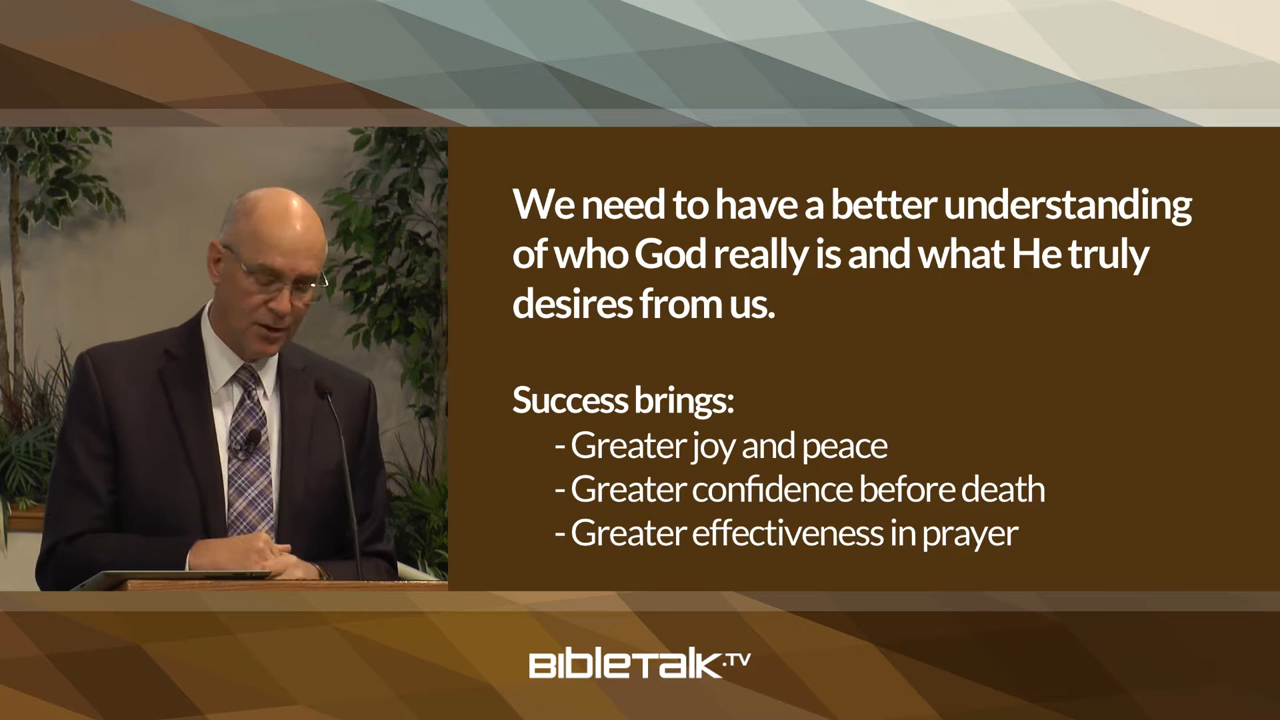 We need to have a better understanding
of who God really is and what He truly
desires from us.
Success brings:
- Greater joy and peace
- Greater confidence before death
- Greater effectiveness in prayer
BIBLETALK.TV